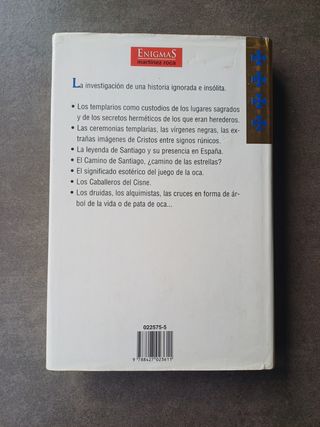 ENIGMAS
martínez roca
La investigación de una historia ignorada e insólita.
• Los templarios como custodios de los lugares sagrados
y de los secretos herméticos de los que eran herederos.
• Las ceremonias templarias, las vírgenes negras, las ex-
trañas imágenes de Cristos entre signos rúnicos.
• La leyenda de Santiago y su presencia en España.
• El Camino de Santiago, ¿camino de las estrellas?
• El significado esotérico del juego de la oca.
• Los Caballeros del Cisne.
• Los druidas, los alquimistas, las cruces en forma de ár-
bol de la vida o de pata de oca...
022575-5
9 788427 023611